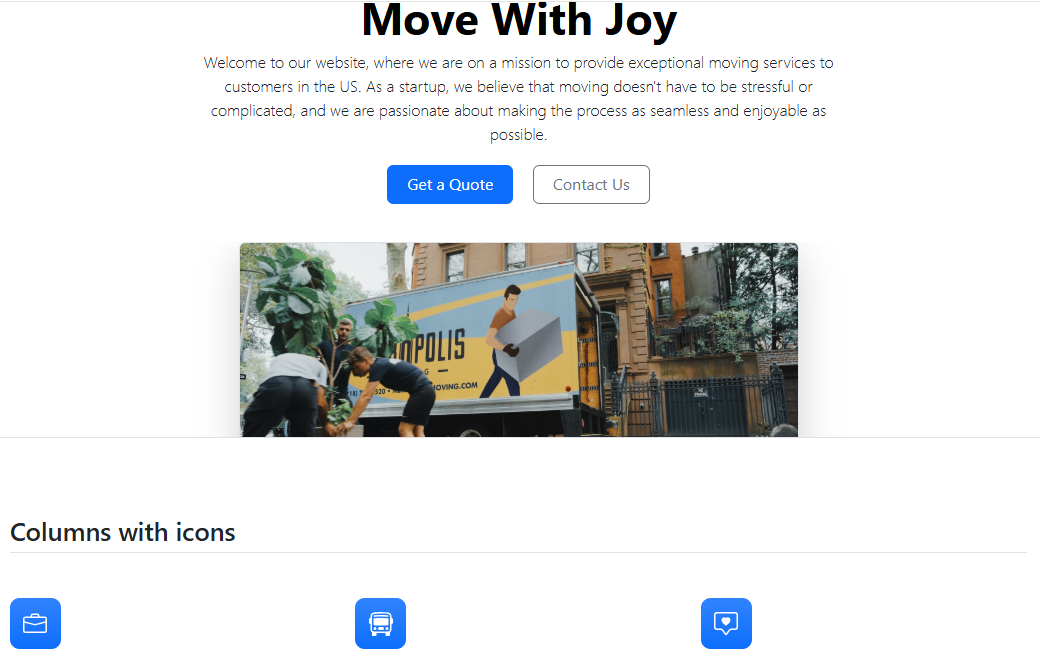 Move With Joy
Welcome to our website, where we are on a mission to provide exceptional moving services to
customers in the US. As a startup, we believe that moving doesn't have to be stressful or
complicated, and we are passionate about making the process as seamless and enjoyable as
possible.
Get a Quote
Contact Us
POLIS
MOVING.COM
Columns with icons